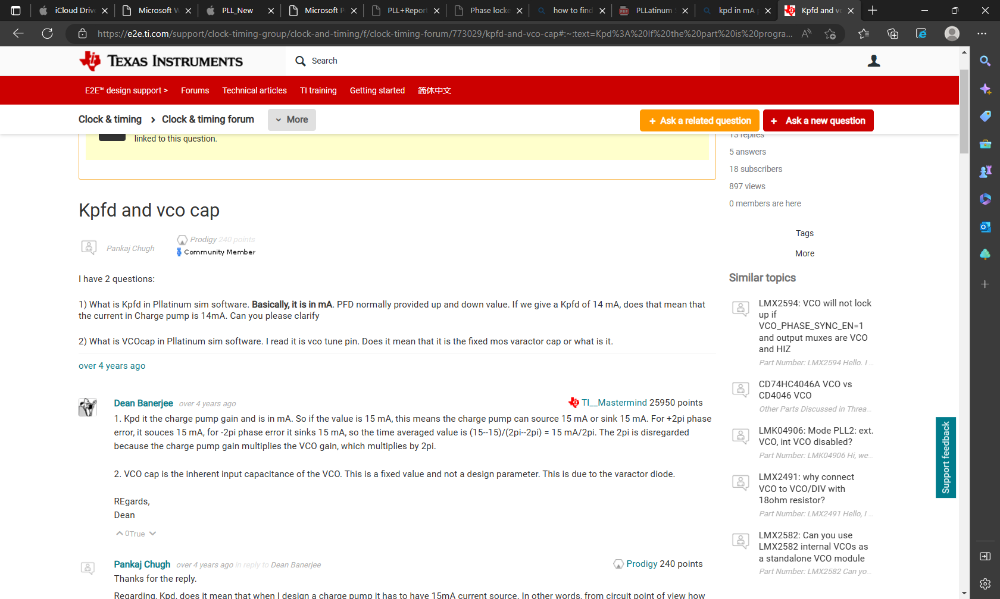 iCloud Drive
Microsoft W
PLL_New
Microsoft P
PLL+Report
Phase locke
how to find
PLLatinum
kpd in mA
Kpfd and vc
https://e2e.ti.com/support/clock-timing-group/clock-and-timing/f/clock-timing-forum/773029/kpfd-and-vco-cap#:~:text=Kpd%3A%20If%20the%20part%20is%20progra...
TEXAS INSTRUMENTS
Search
E2E™ design support >
Forums
Technical articles
TI training
Getting started
简体中文
Clock & timing
Clock & timing forum
More
+ Ask a related question
+ Ask a new question
linked to this question.
13 replies
5 answers
18 subscribers
897 views
0 members are here
Kpfd and vco cap
Pankaj Chugh
Prodigy 240 points
Community Member
I have 2 questions:
1) What is Kpfd in Pllatinum sim software. Basically, it is in mA. PFD normally provided up and down value. If we give a Kpfd of 14 mA, does that mean that
the current in Charge pump is 14mA. Can you please clarify
2) What is VCOcap in Pllatinum sim software. I read it is vco tune pin. Does it mean that it is the fixed mos varactor cap or what is it.
over 4 years ago
Dean Banerjee over 4 years ago
TI__Mastermind 25950 points
1. Kpd it the charge pump gain and is in mA. So if the value is 15 mA, this means the charge pump can source 15 mA or sink 15 mA. For +2pi phase
error, it souces 15 mA, for -2pi phase error it sinks 15 mA, so the time averaged value is (15--15)/(2pi--2pi) = 15 mA/2pi. The 2pi is disregarded
because the charge pump gain multiplies the VCO gain, which multiplies by 2pi.
2. VCO cap is the inherent input capacitance of the VCO. This is a fixed value and not a design parameter. This is due to the varactor diode.
REgards,
Dean
0True
Pankaj Chugh over 4 years ago in reply to Dean Banerjee
Prodigy 240 points
Thanks for the reply.
Regarding, Kpd, does it mean that when I design a charge pump it has to have 15mA current source. In other words, from circuit point of view how
Tags
More
Similar topics
LMX2594: VCO will not lock
up if
VCO_PHASE_SYNC_EN=1
and output muxes are VCO
and HIZ
Part Number: LMX2594 Hello. I ...
CD74HC4046A VCO vs
CD4046 VCO
Other Parts Discussed in Threa...
LMK04906: Mode PLL2: ext.
VCO, int VCO disabled?
Part Number: LMK04906 Hi, we...
LMX2491: why connect
VCO to VCO/DIV with
18ohm resistor?
Part Number: LMX2491 Hello, I ...
LMX2582: Can you use
LMX2582 internal VCOs as
a standalone VCO module
Part Number: LMX2582 Can yo...
Support feedback